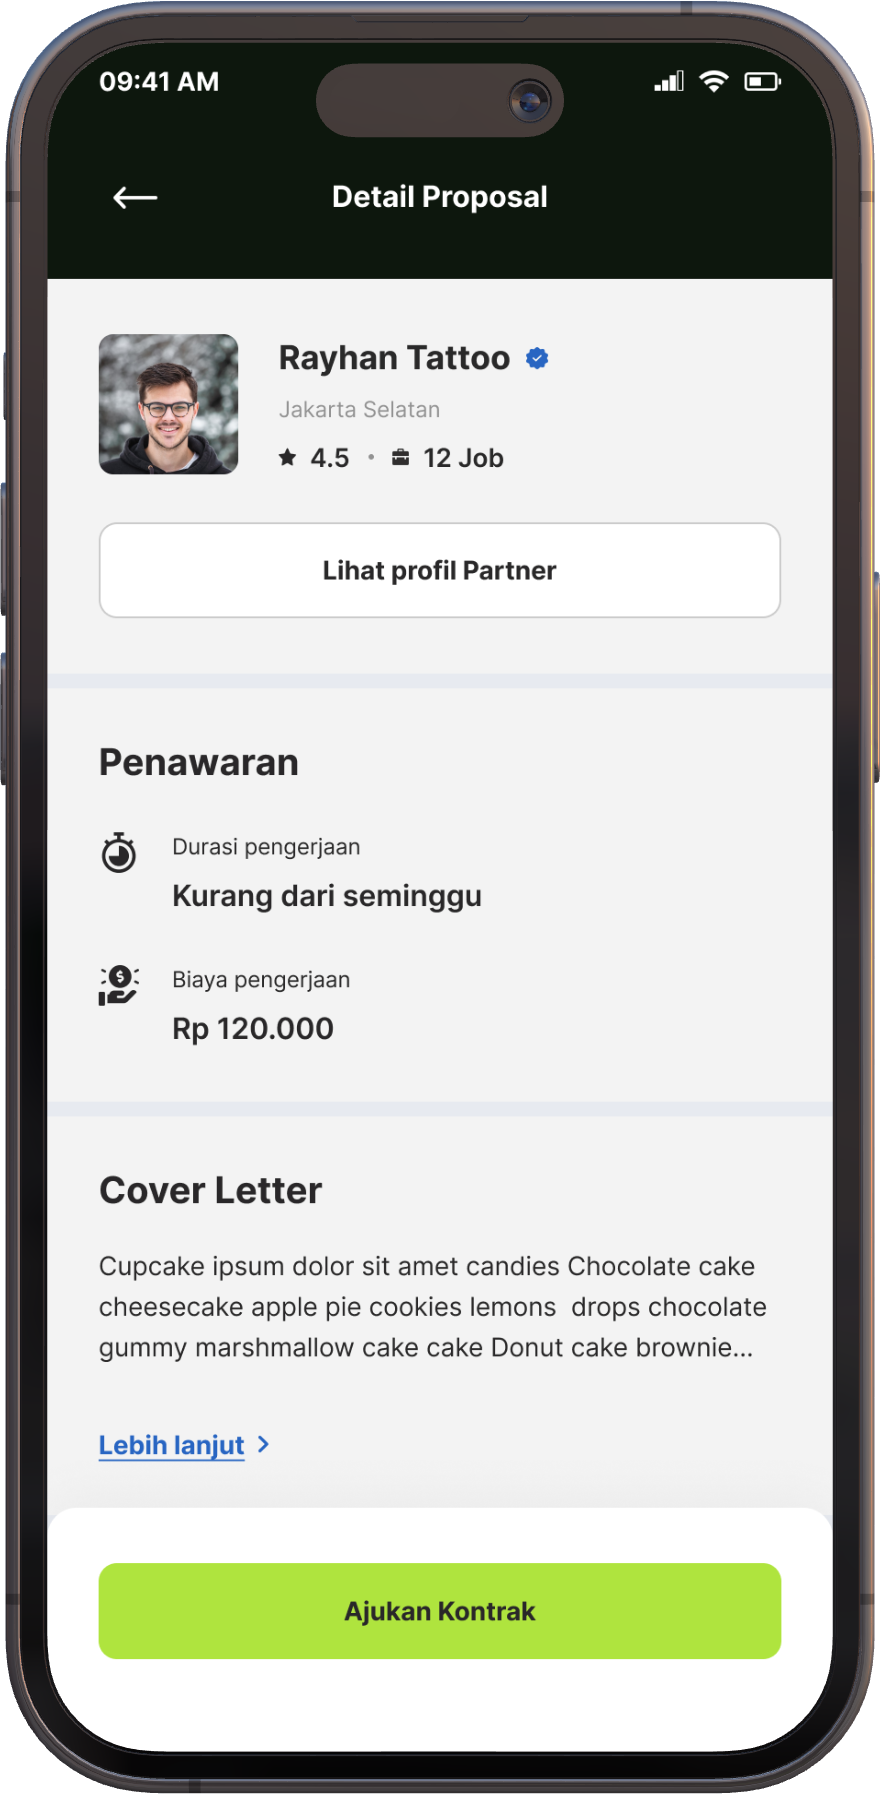 09:41 AM
Detail Proposal
Rayhan Tattoo
Jakarta Selatan
4.5 • 12 Job
Lihat profil Partner
Penawaran
Durasi pengerjaan
Kurang dari seminggu
Biaya pengerjaan
Rp 120.000
Cover Letter
Cupcake ipsum dolor sit amet candies Chocolate cake
cheesecake apple pie cookies lemons  drops chocolate
gummy marshmallow cake cake Donut cake brownie...
Lebih lanjut
Ajukan Kontrak